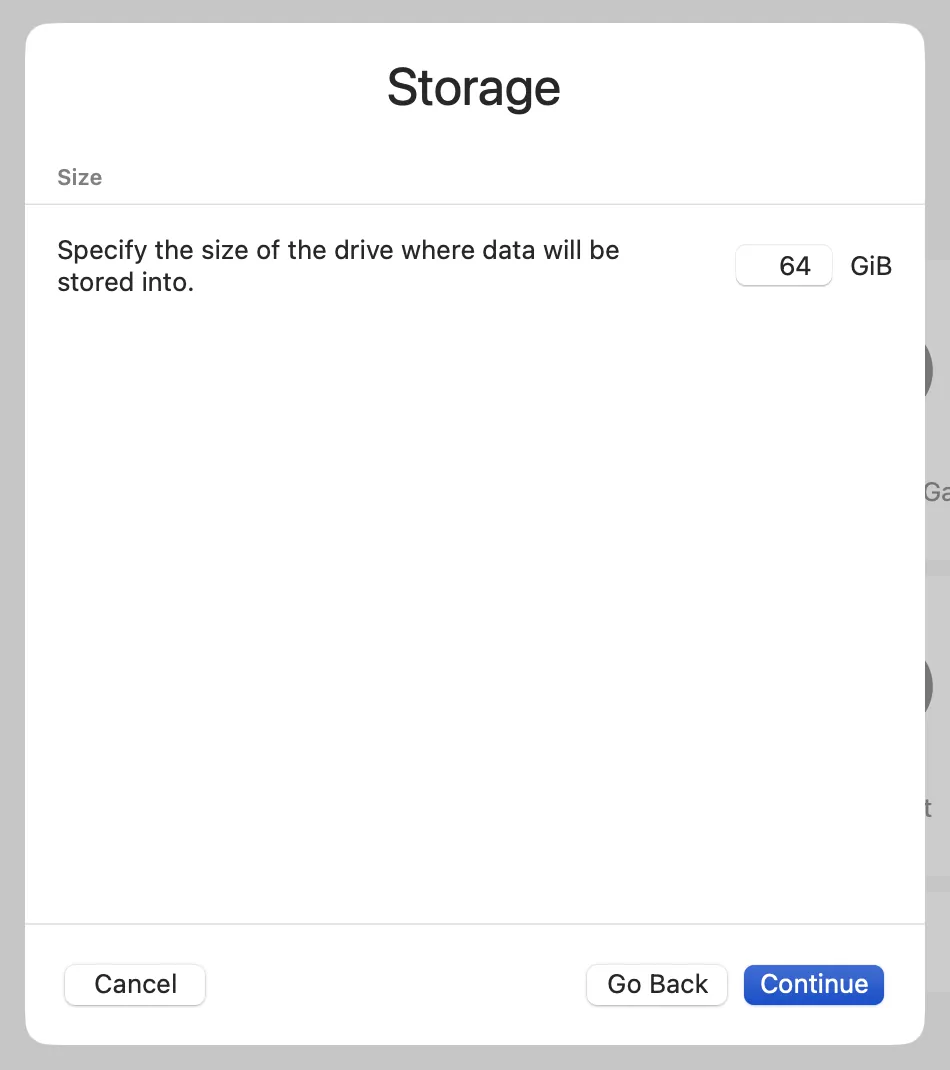 Storage
Size
Specify the size of the drive where data will be
stored into.
64 GiB
Ga
t
Cancel Go Back Continue